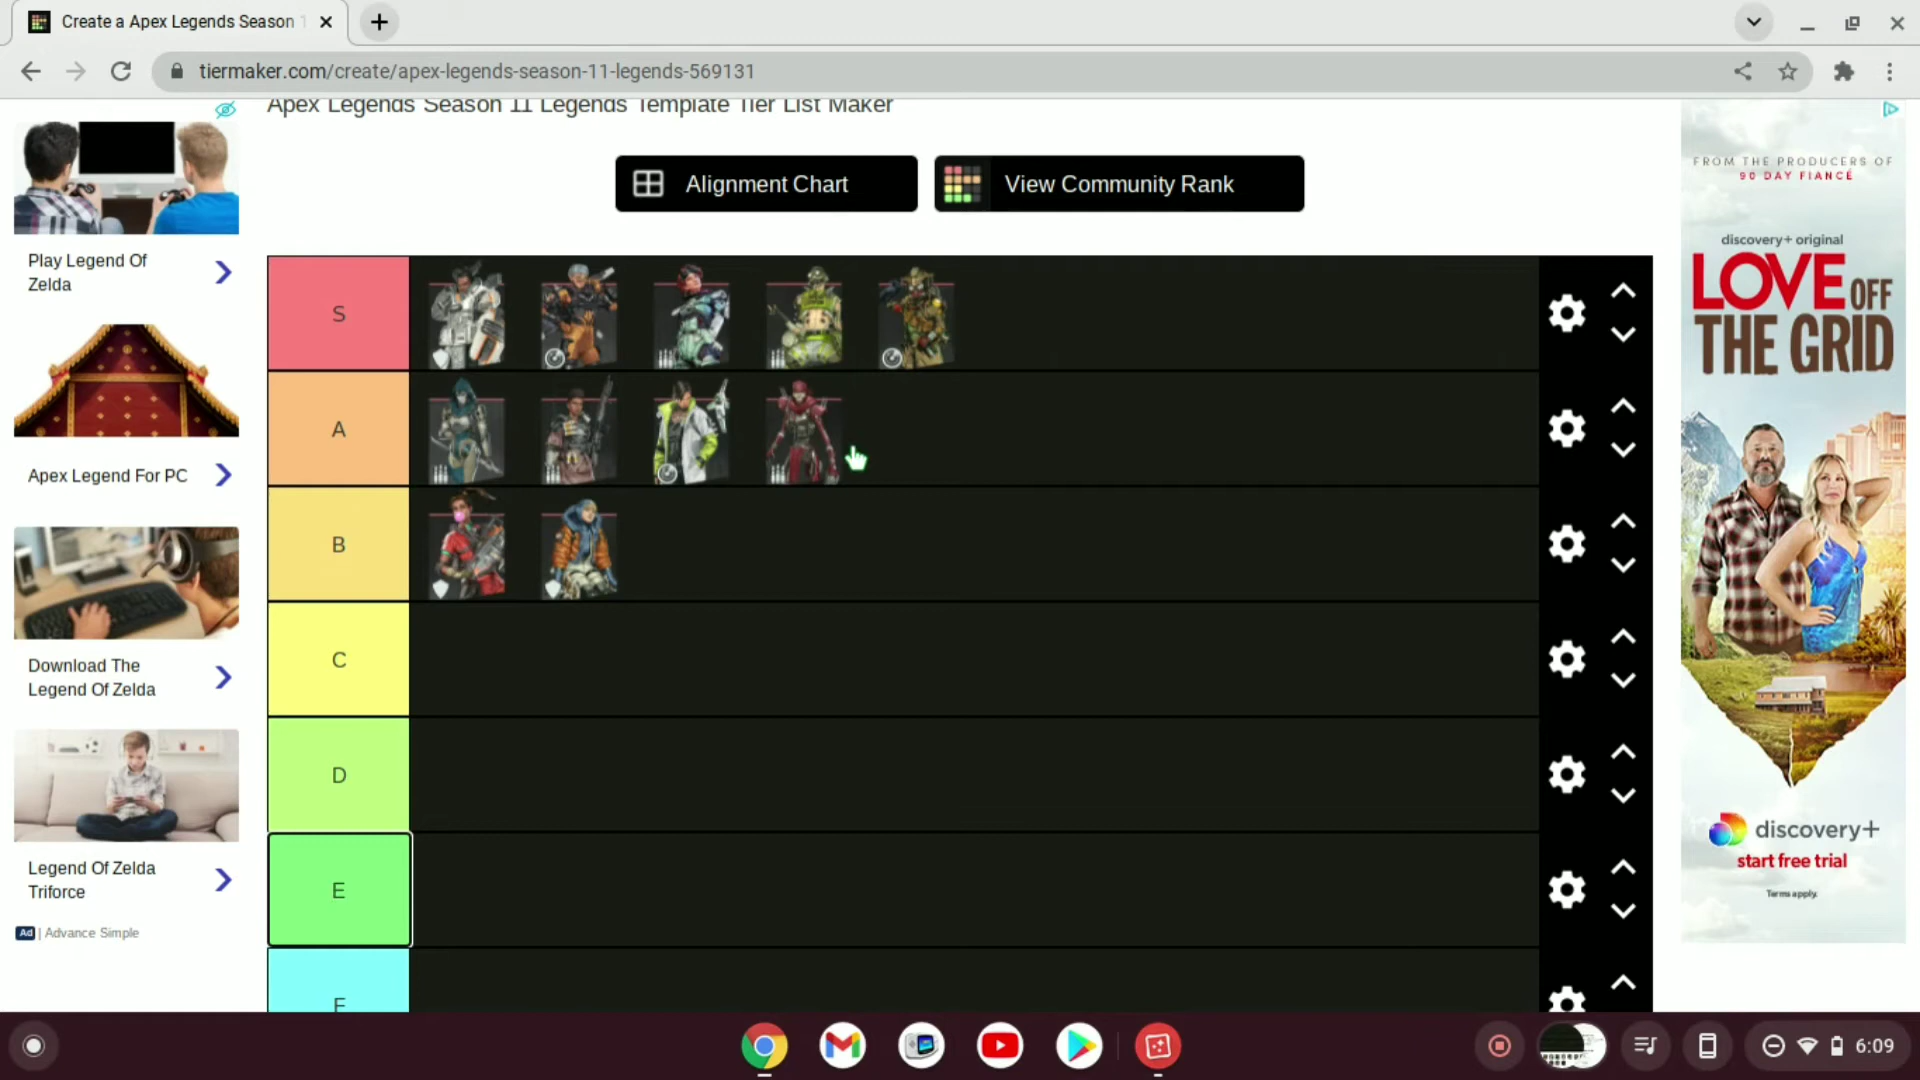 Create a Apex Legends Season 1
tiermaker.com/create/apex-legends-season-11-legends-569131
Apex Legends Season 11 Legends Template Tier List Maker
Alignment Chart
View Community Rank
Play Legend Of
Zelda
Apex Legend For PC
Download The
Legend Of Zelda
Legend Of Zelda
Triforce
Ad | Advance Simple
S
A
B
C
D
E
F
FROM THE PRODUCERS OF
90 DAY FIANCÉ
discovery+ original
LOVE OFF
THE GRID
discovery+
start free trial
Terms apply.
6:09